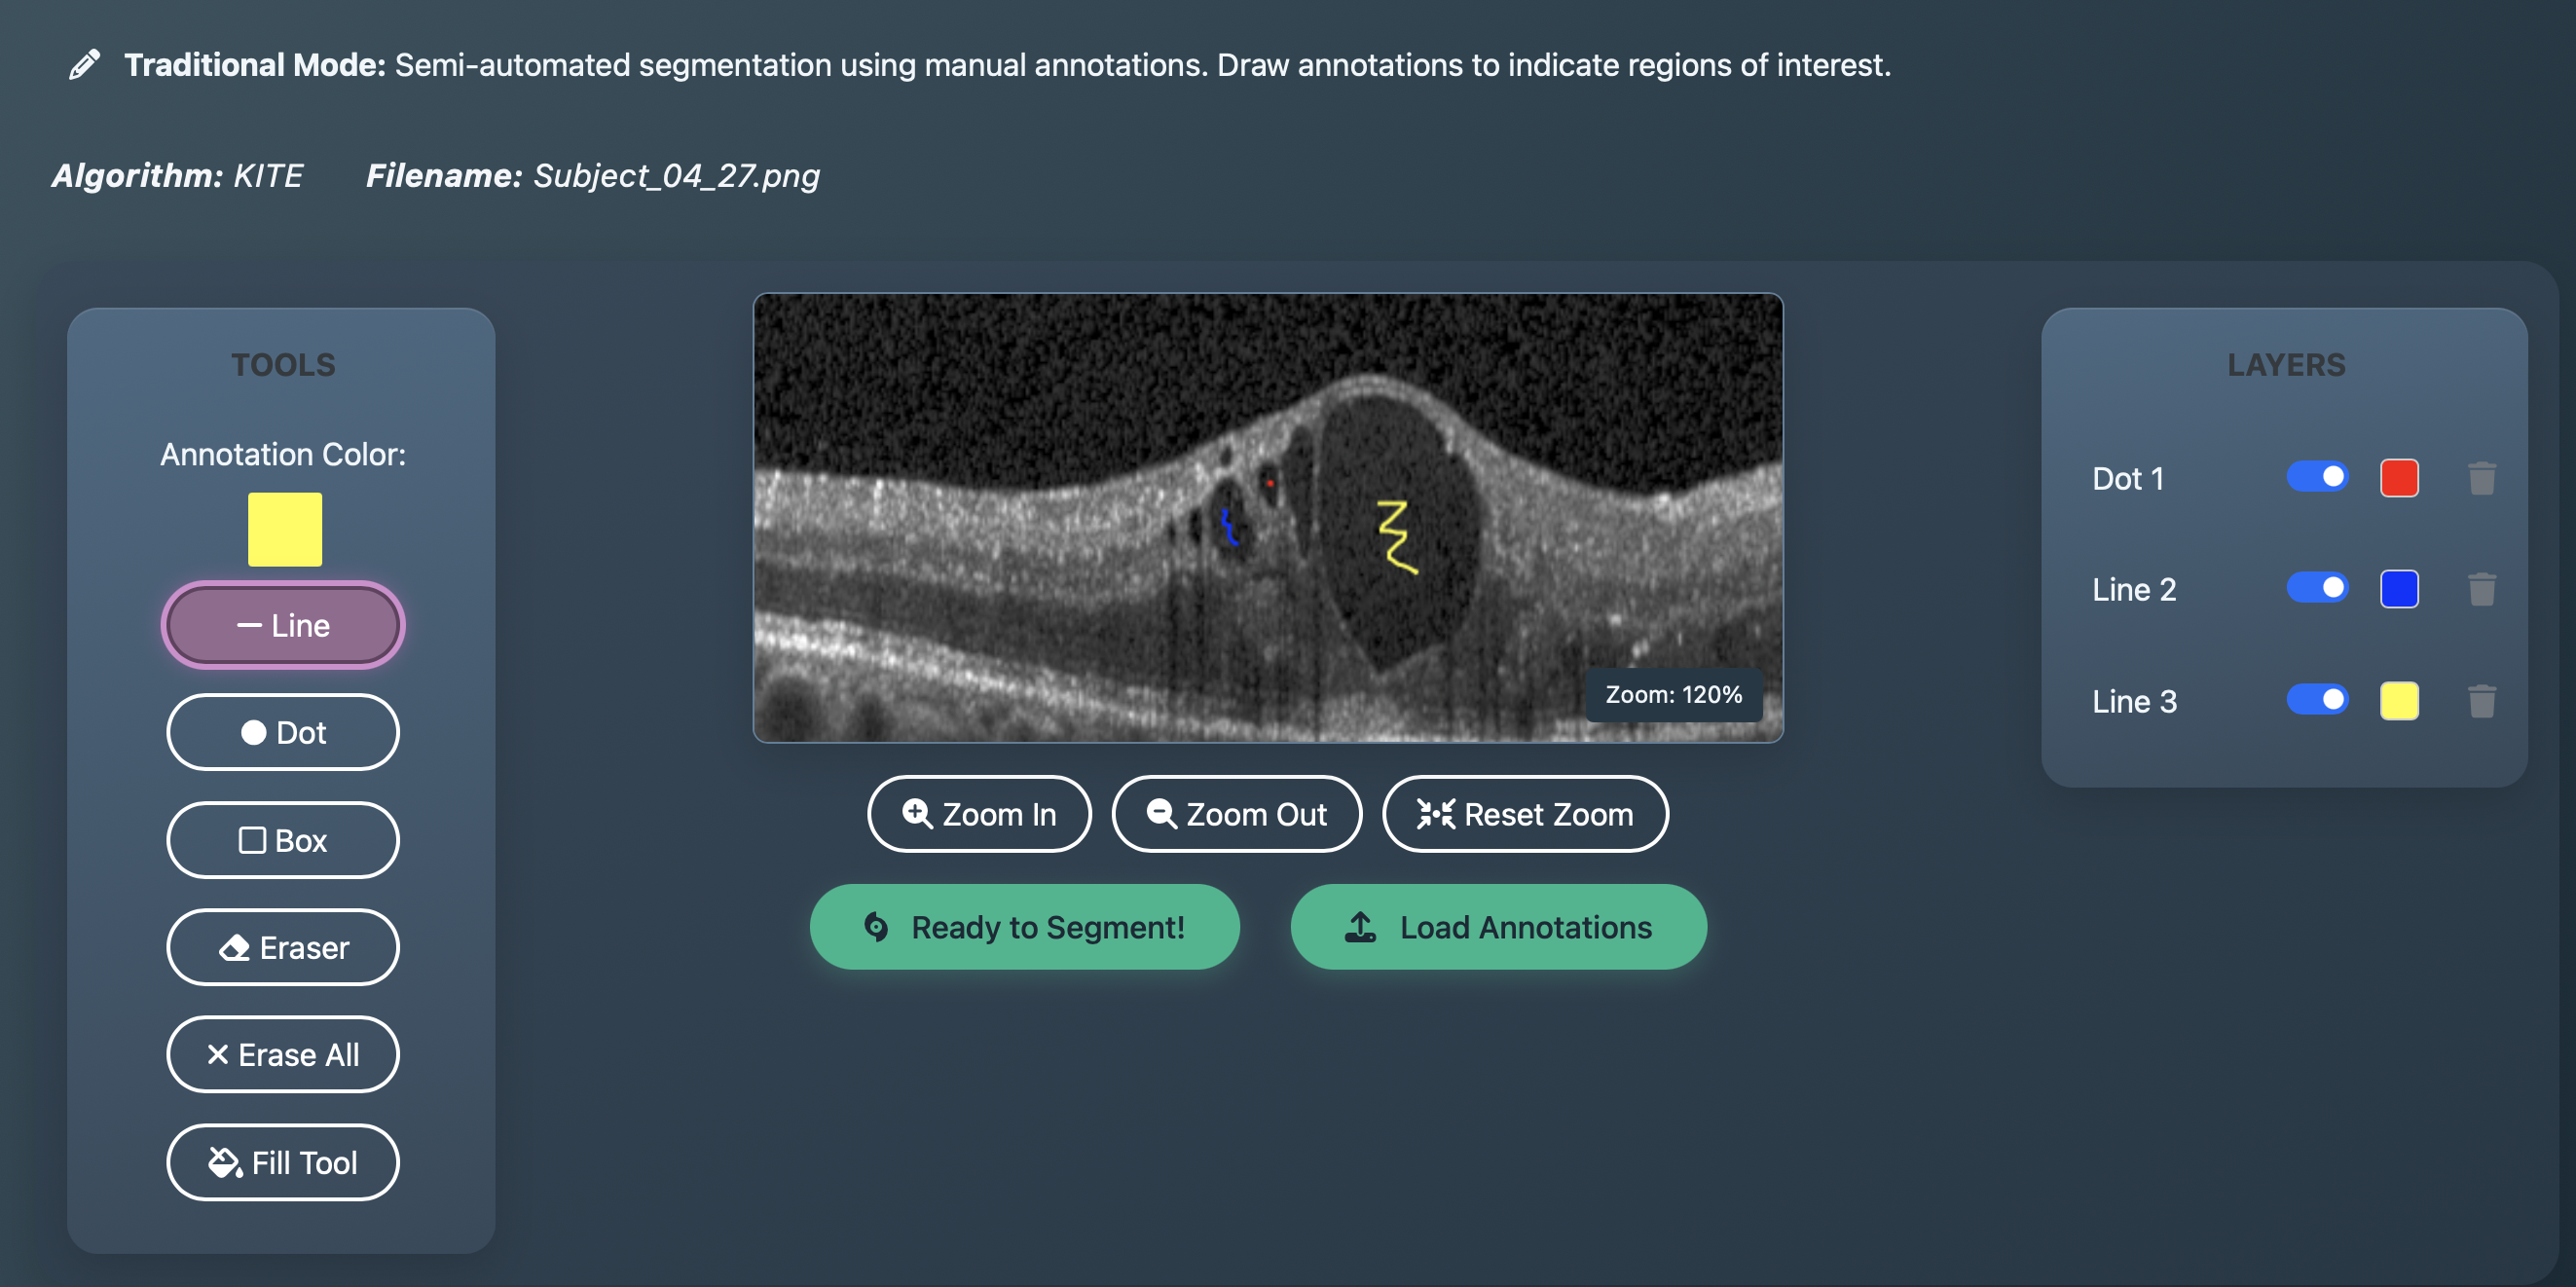 Traditional Mode: Semi-automated segmentation using manual annotations. Draw annotations to indicate regions of interest.
Algorithm: KITE Filename: Subject_04_27.png
TOOLS
Annotation Color:
Line
Dot
Box
Eraser
Erase All
Fill Tool
Zoom: 120%
Zoom In Zoom Out Reset Zoom
Ready to Segment! Load Annotations
LAYERS
Dot 1
Line 2
Line 3